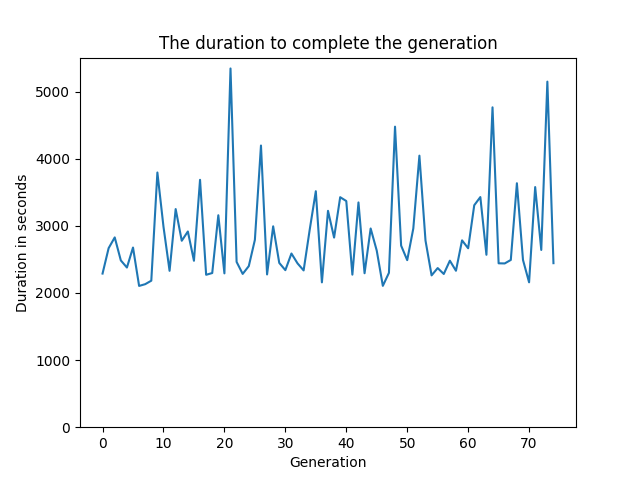 The duration to complete the generation
Duration in seconds
5000
4000
3000
2000
1000
0
0 10 20 30 40 50 60 70
Generation